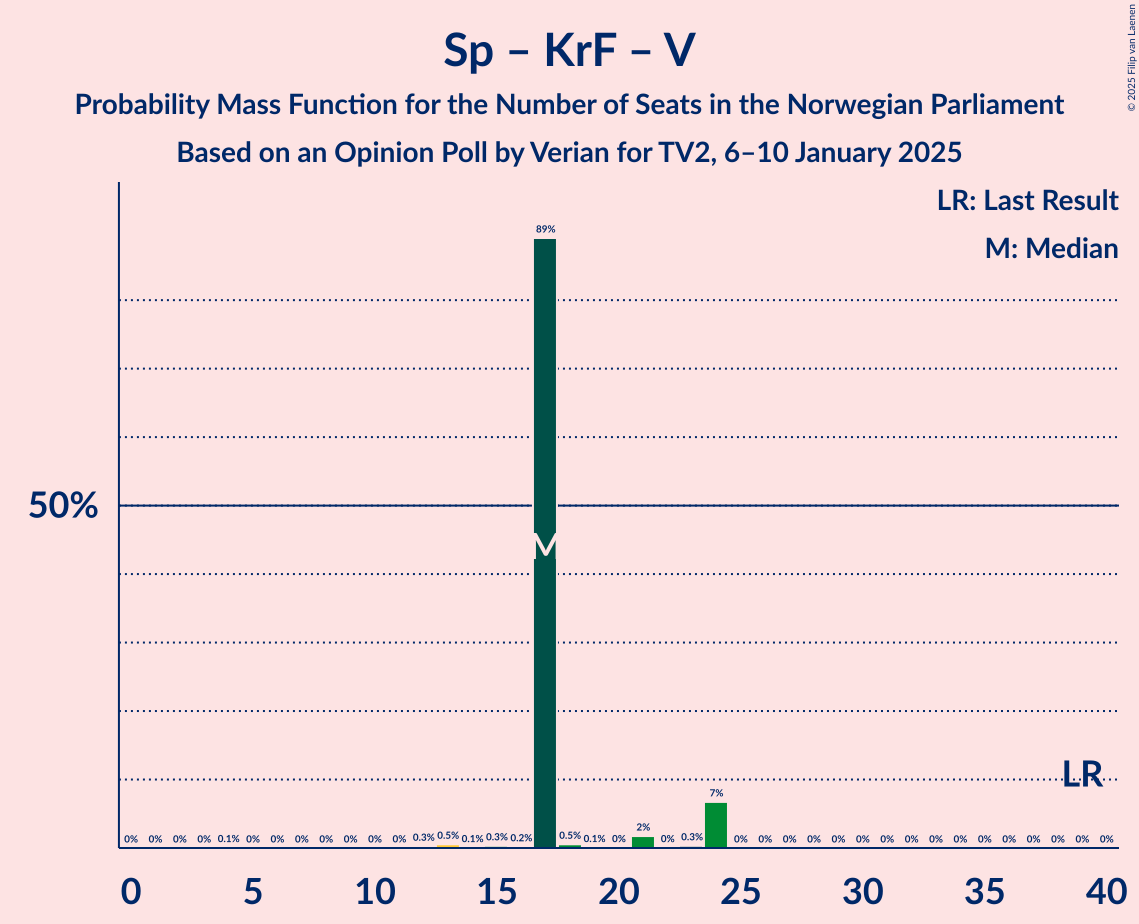 Sp – KrF – V
Probability Mass Function for the Number of Seats in the Norwegian Parliament
Based on an Opinion Poll by Verian for TV2, 6–10 January 2025
© 2025 Filip van Laenen
LR: Last Result
M: Median
89%
50%
M
LR
7%
0% 0% 0% 0% 0.1% 0% 0% 0% 0% 0% 0% 0% 0.3% 0.5% 0.1% 0.3% 0.2% 0.5% 0.1% 0% 2% 0% 0.3% 0% 0% 0% 0% 0% 0% 0% 0% 0% 0% 0% 0% 0% 0% 0% 0%
0 5 10 15 20 25 30 35 40